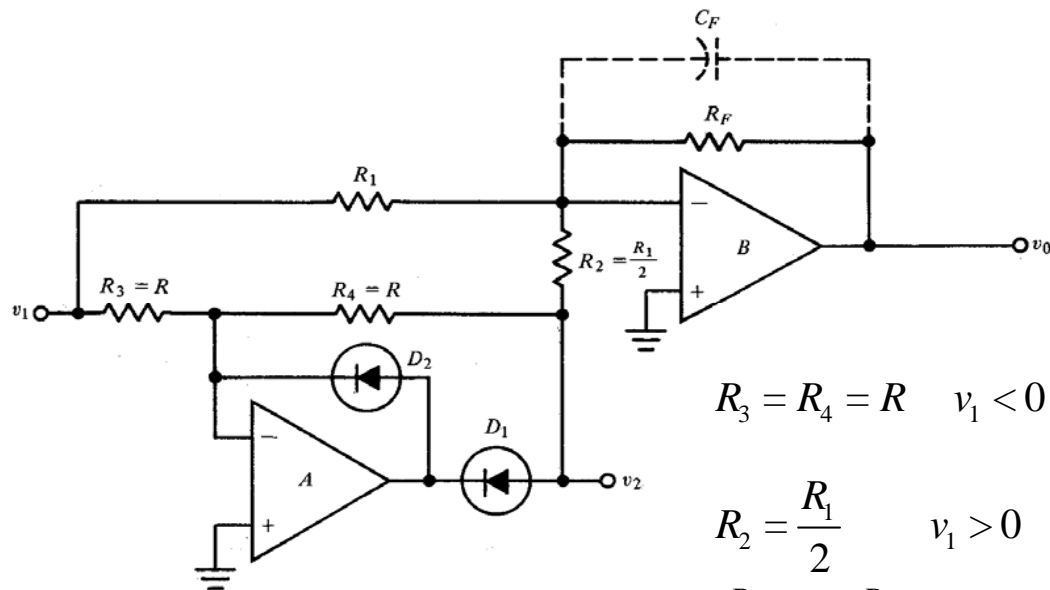 C_F
R_F
R_1
−
B
v_0
R_2 = R_1/2
+
R_3 = R
R_4 = R
v_1
D_2
R_3 = R_4 = R v_1 < 0
−
D_1
A
v_2
+
R_2 = R_1/2 v_1 > 0